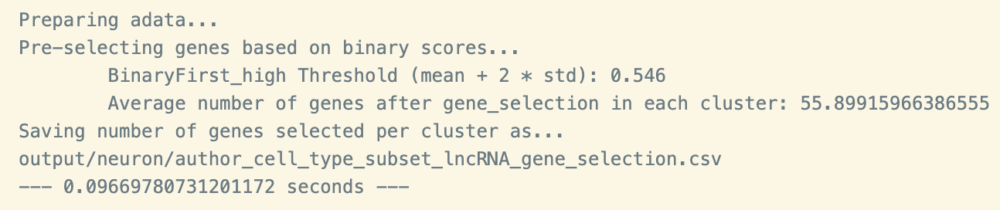 Preparing adata...
Pre-selecting genes based on binary scores...
BinaryFirst_high Threshold (mean + 2 * std): 0.546
Average number of genes after gene_selection in each cluster: 55.89915966386555
Saving number of genes selected per cluster as...
output/neuron/author_cell_type_subset_lncRNA_gene_selection.csv
--- 0.09669780731201172 seconds ---